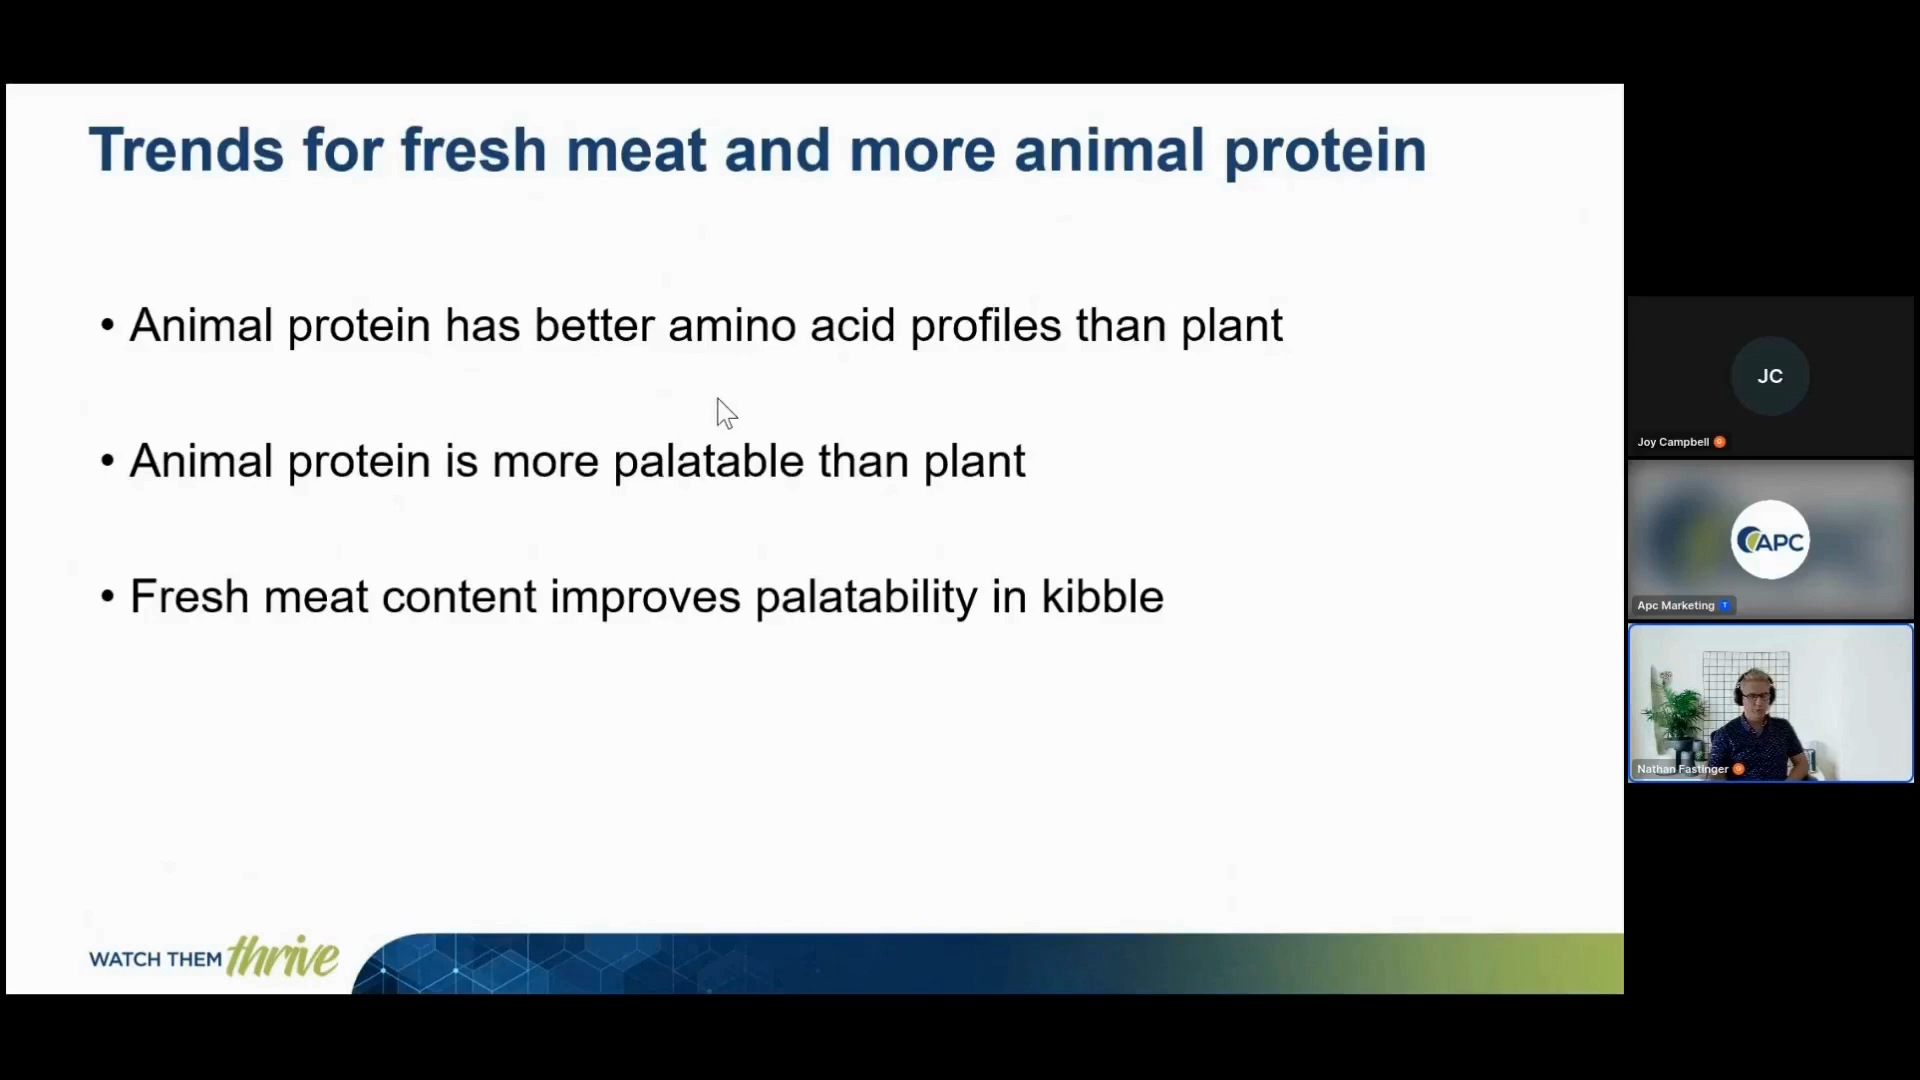 Trends for fresh meat and more animal protein
• Animal protein has better amino acid profiles than plant
• Animal protein is more palatable than plant
• Fresh meat content improves palatability in kibble
WATCH THEM thrive
JC
Joy Campbell
APC
Apc Marketing T
Nathan Fastinger